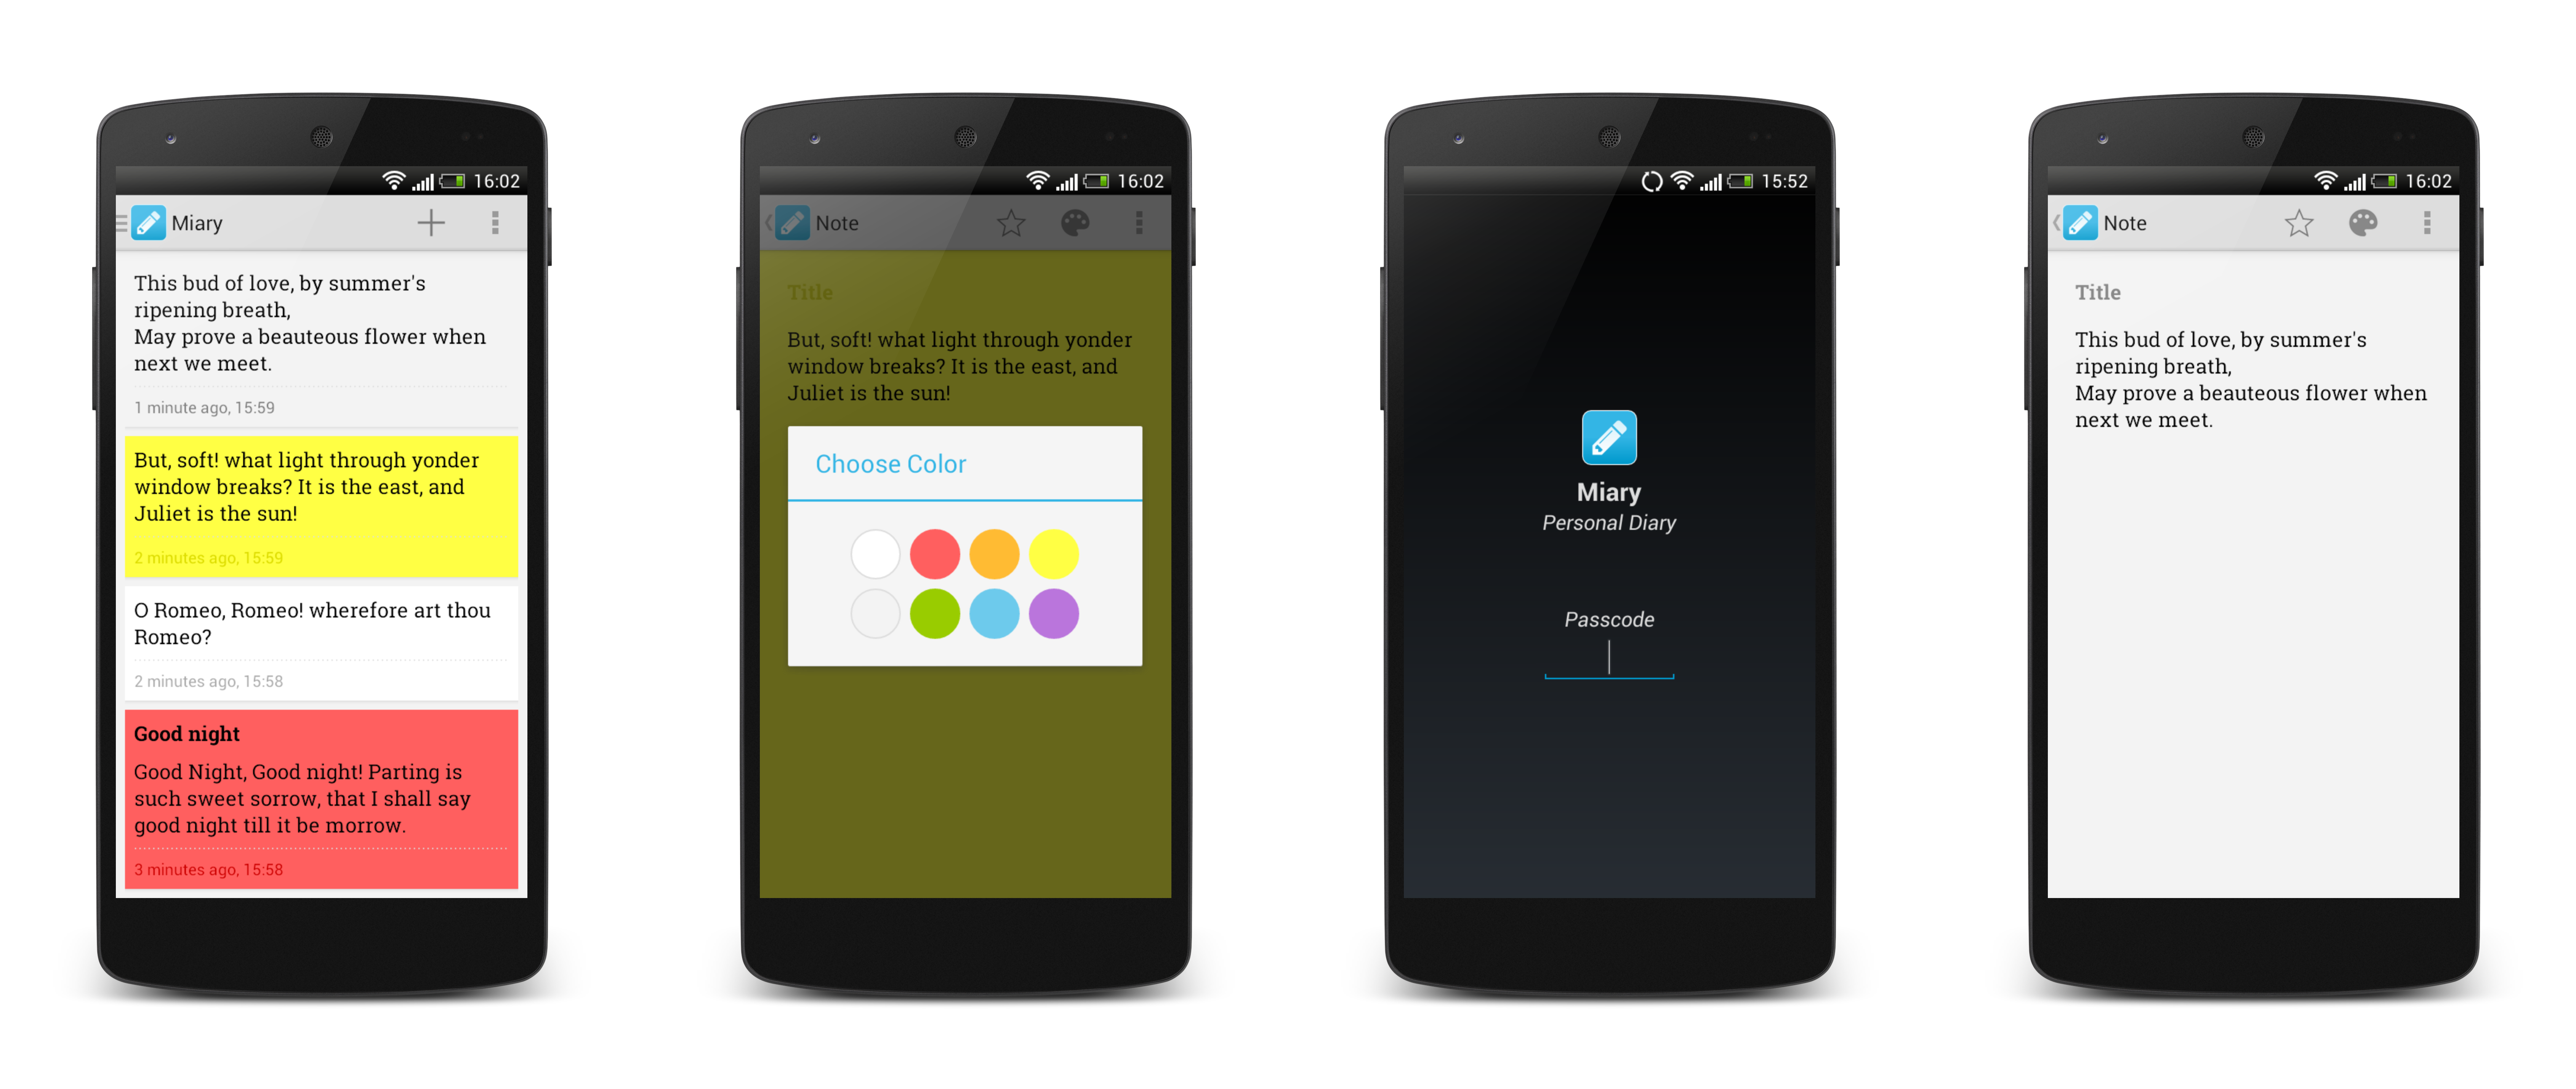 16:02
Miary
This bud of love, by summer's
ripening breath,
May prove a beauteous flower when
next we meet.
1 minute ago, 15:59
But, soft! what light through yonder
window breaks? It is the east, and
Juliet is the sun!
2 minutes ago, 15:59
O Romeo, Romeo! wherefore art thou
Romeo?
2 minutes ago, 15:58
Good night
Good Night, Good night! Parting is
such sweet sorrow, that I shall say
good night till it be morrow.
3 minutes ago, 15:58
16:02
Note
Title
But, soft! what light through yonder
window breaks? It is the east, and
Juliet is the sun!
Choose Color
15:52
Miary
Personal Diary
Passcode
16:02
Note
Title
This bud of love, by summer's
ripening breath,
May prove a beauteous flower when
next we meet.